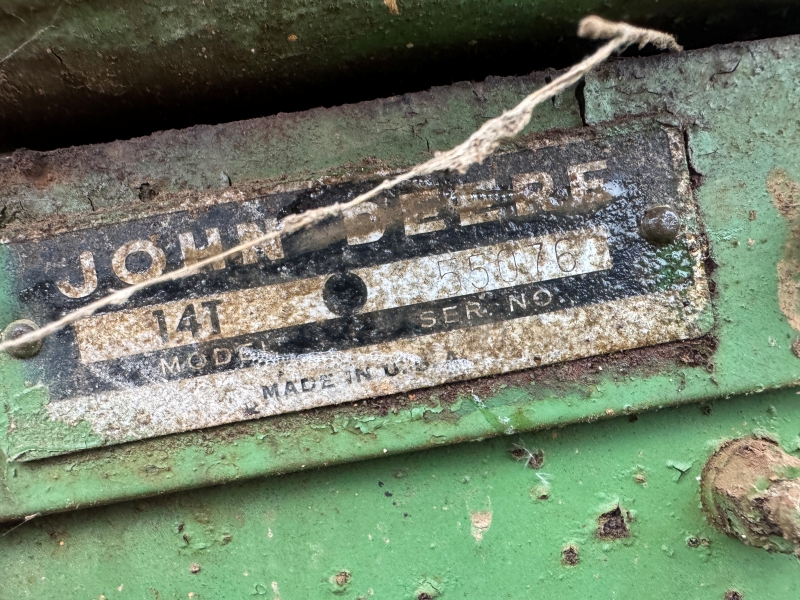 JOHN DEERE
14T 55076
MODEL SER. NO.
MADE IN U.S.A.